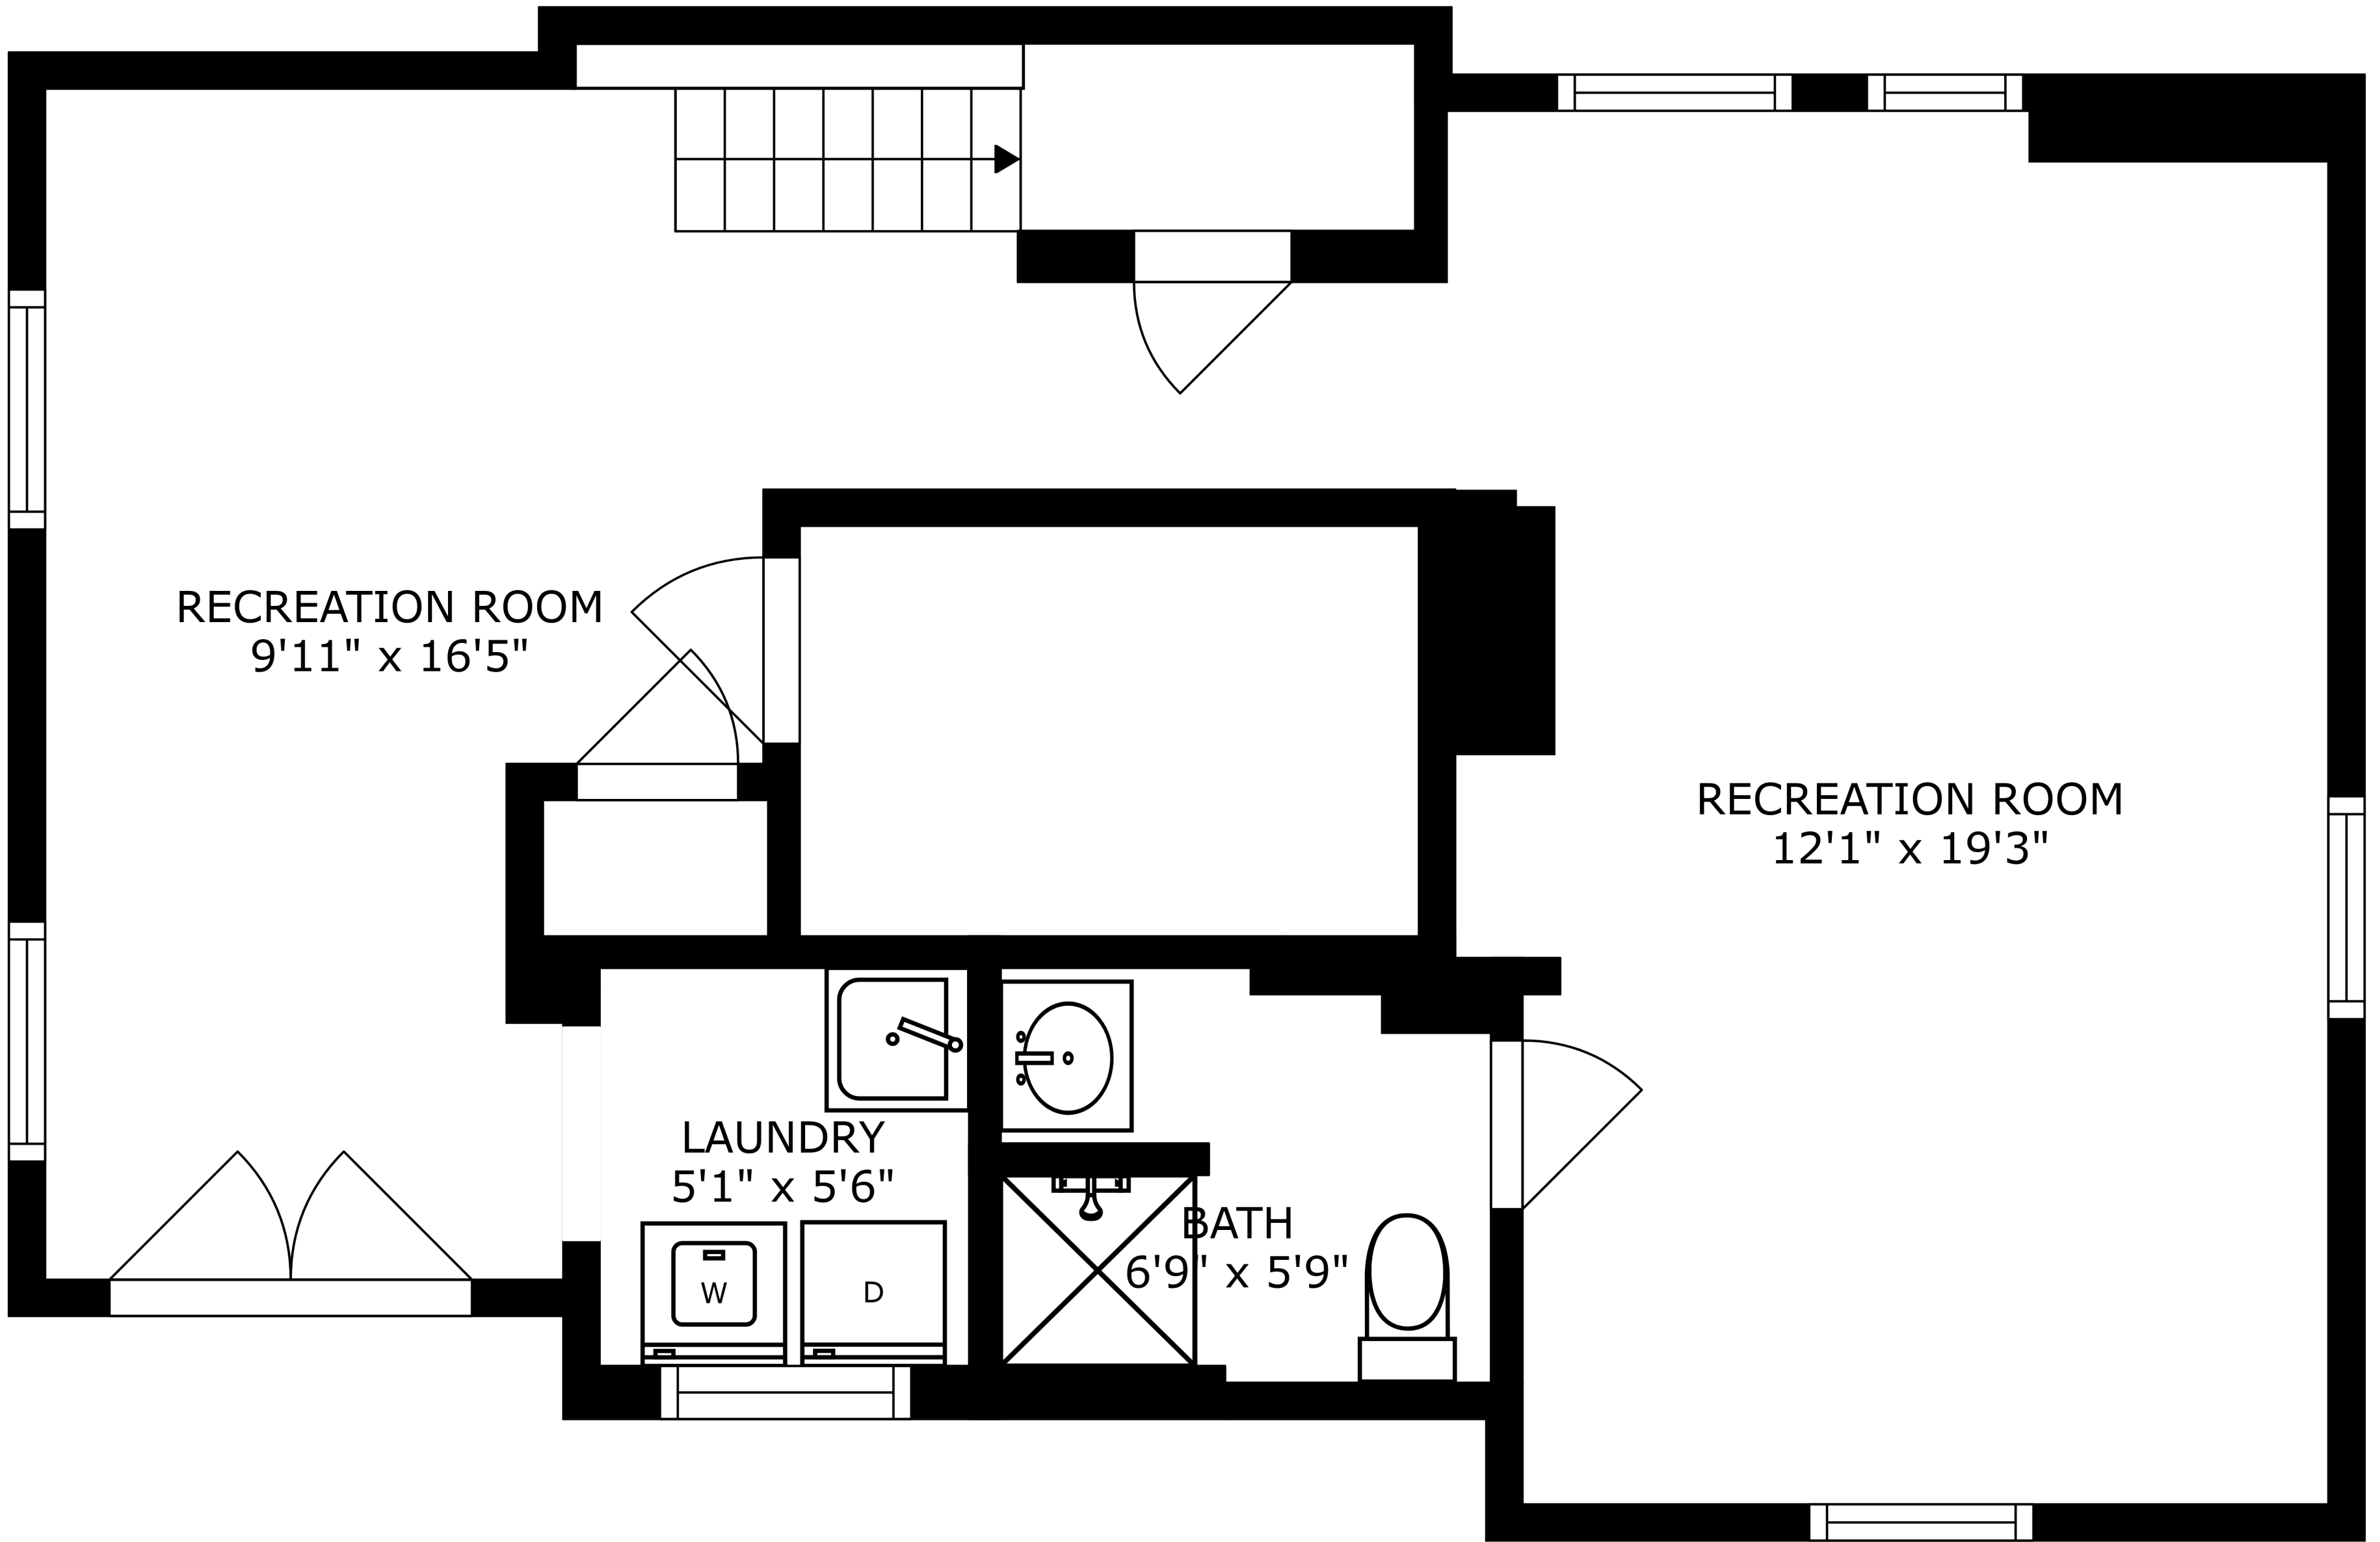 RECREATION ROOM
9'11" x 16'5"
RECREATION ROOM
12'1" x 19'3"
LAUNDRY
5'1" x 5'6"
BATH
6'9" x 5'9"
W
D